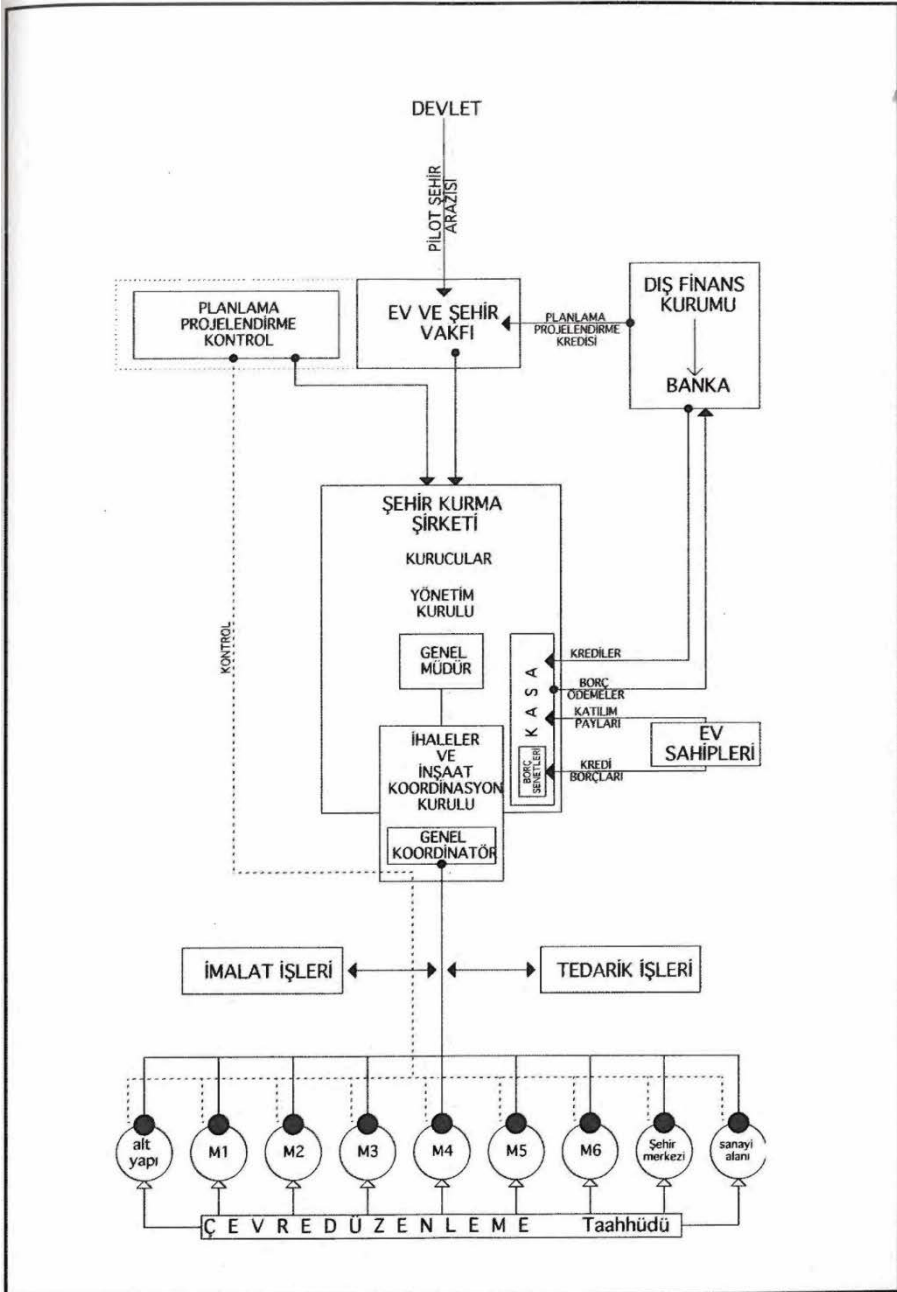 DEVLET
PİLOT ŞEHİR
ARAZİSİ
PLANLAMA
PROJELENDİRME
KONTROL
EV VE ŞEHİR
VAKFI
PLANLAMA
PROJELENDİRME
KREDİSİ
DIŞ FİNANS
KURUMU
BANKA
ŞEHİR KURMA
ŞİRKETİ
KURUCULAR
YÖNETİM
KURULU
GENEL
MÜDÜR
KONTROL
KASA
BORÇ
SENETLERİ
KREDİLER
BORÇ
ÖDEMELER
KATILIM
PAYLARI
KREDİ
BORÇLARI
EV
SAHİPLERİ
İHALELER
VE
İNŞAAT
KOORDİNASYON
KURULU
GENEL
KOORDİNATÖR
İMALAT İŞLERİ
TEDARİK İŞLERİ
alt
yapı
M1
M2
M3
M4
M5
M6
Şehir
merkezi
sanayi
alanı
ÇEVREDÜZENLEME Taahhüdü